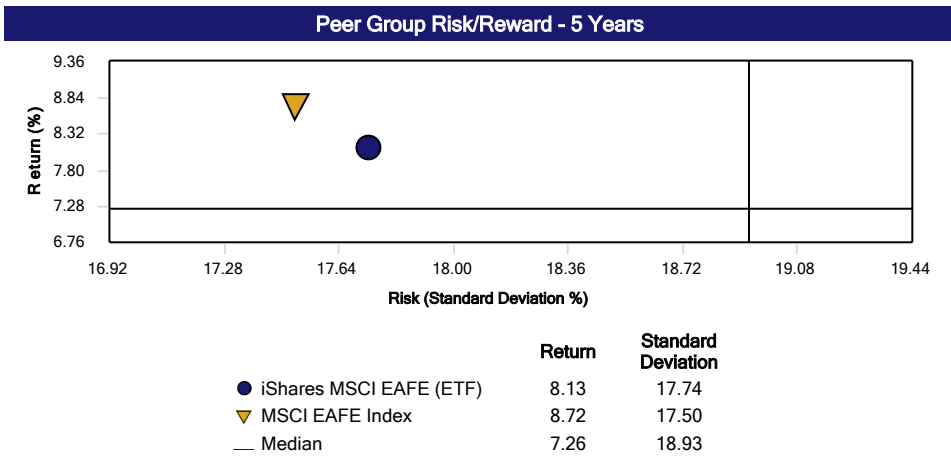 Peer Group Risk/Reward - 5 Years
9.36
8.84
8.32
7.80
7.28
6.76
R eturn (%)
16.92 17.28 17.64 18.00 18.36 18.72 19.08 19.44
Risk (Standard Deviation %)
Return Standard Deviation
iShares MSCI EAFE (ETF) 8.13 17.74
MSCI EAFE Index 8.72 17.50
Median 7.26 18.93